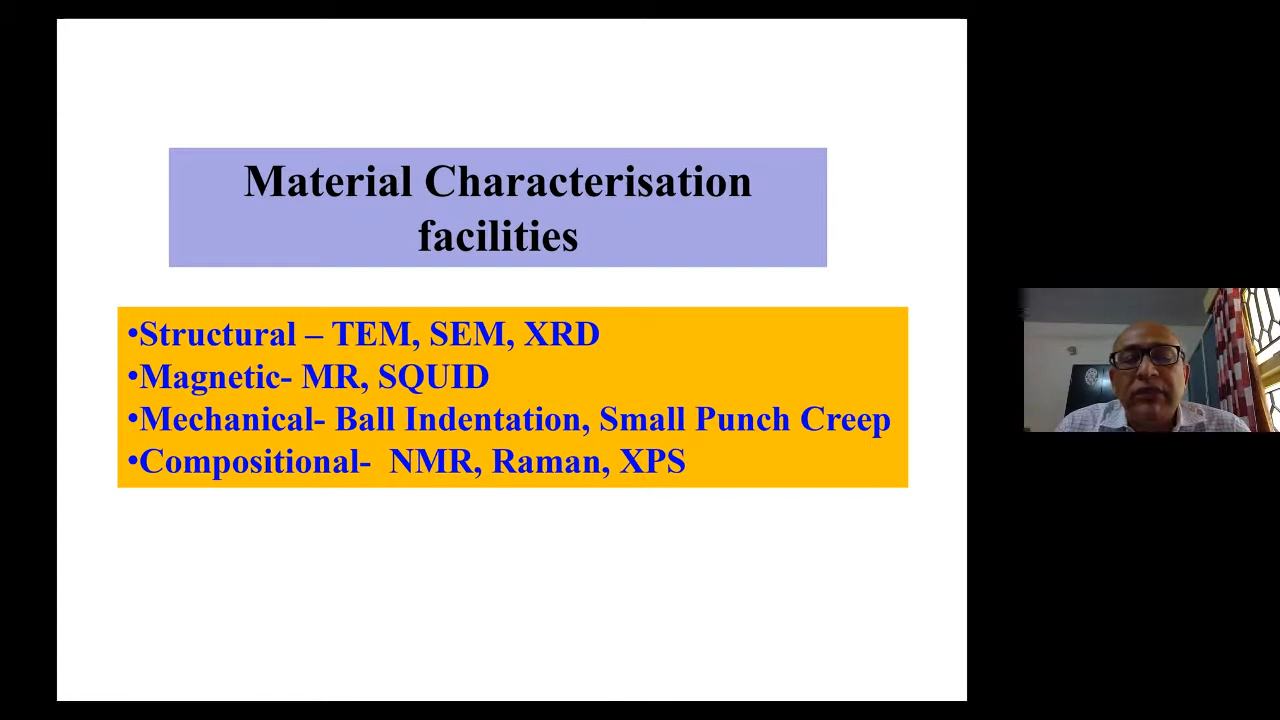 Material Characterisation
facilities
•Structural – TEM, SEM, XRD
•Magnetic- MR, SQUID
•Mechanical- Ball Indentation, Small Punch Creep
•Compositional-  NMR, Raman, XPS